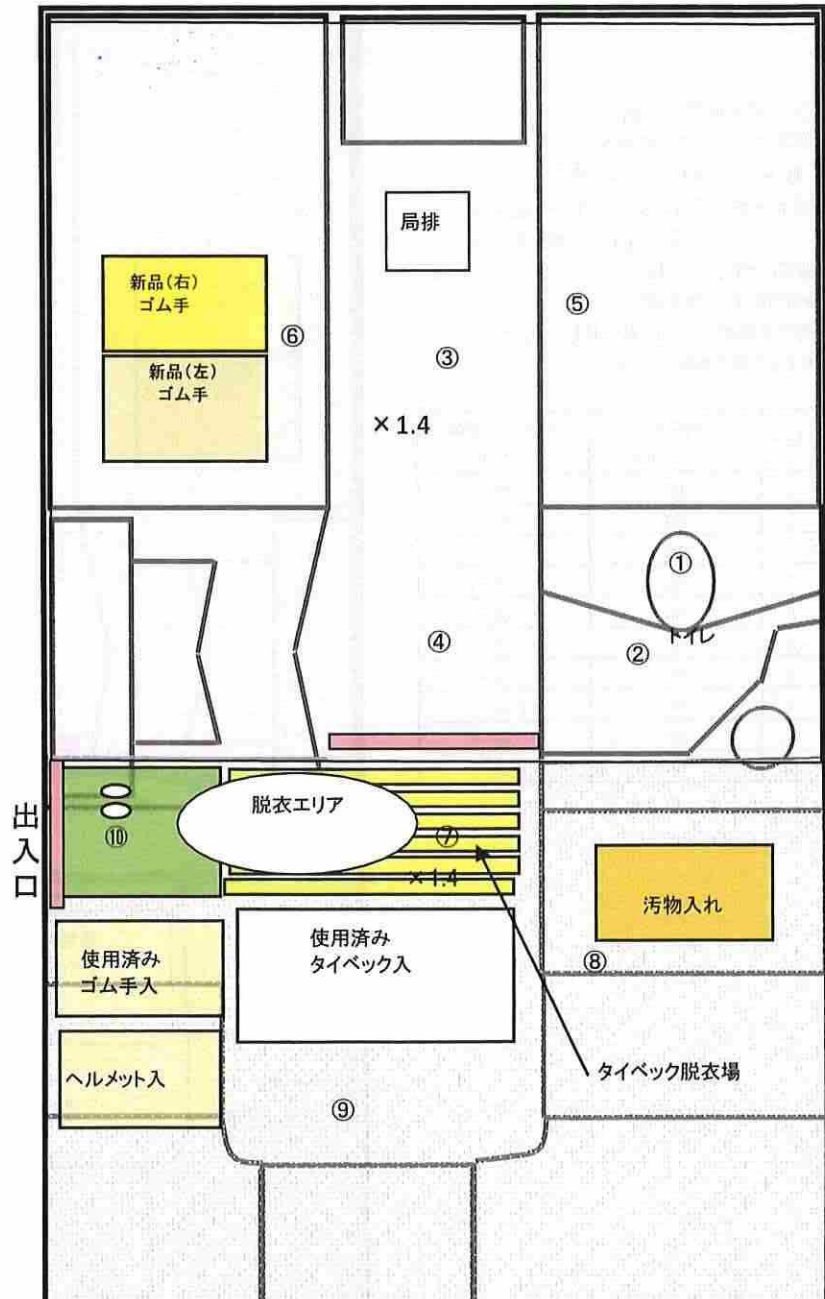 局排
新品(右)
ゴム手
⑥
⑤
③
新品(左)
ゴム手
×1.4
①
トイレ
④
②
出入口
脱衣エリア
⑩
⑦
×1.4
汚物入れ
使用済み
ゴム手入
使用済み
タイベック入
⑧
ヘルメット入
タイベック脱衣場
⑨